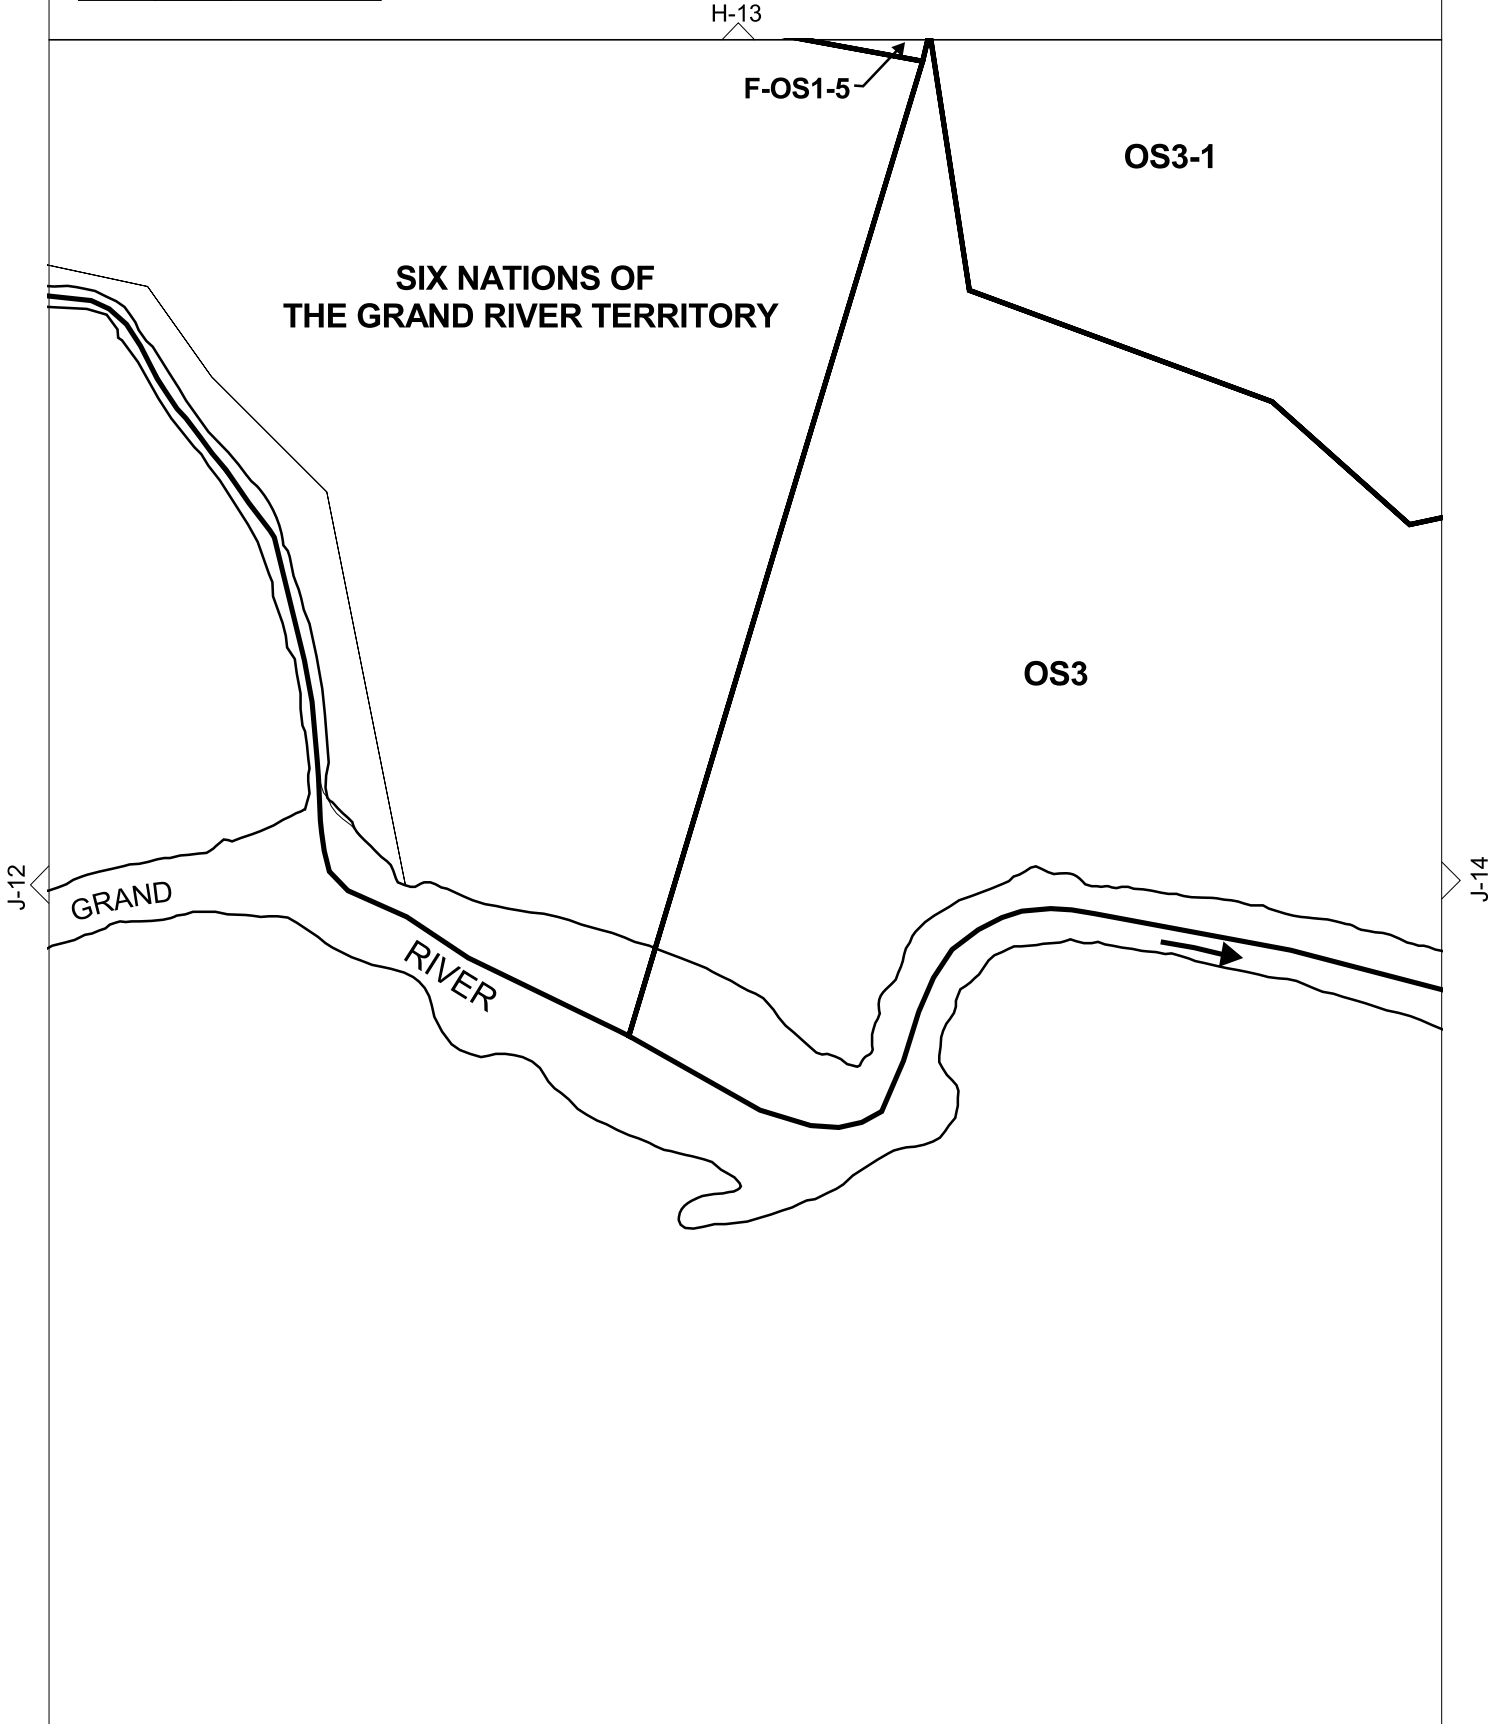 H-13
F-OS1-5
OS3-1
SIX NATIONS OF
THE GRAND RIVER TERRITORY
OS3
J-12
GRAND
RIVER
J-14